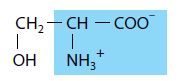 CH₂ — CH — COO⁻
OH NH₃⁺